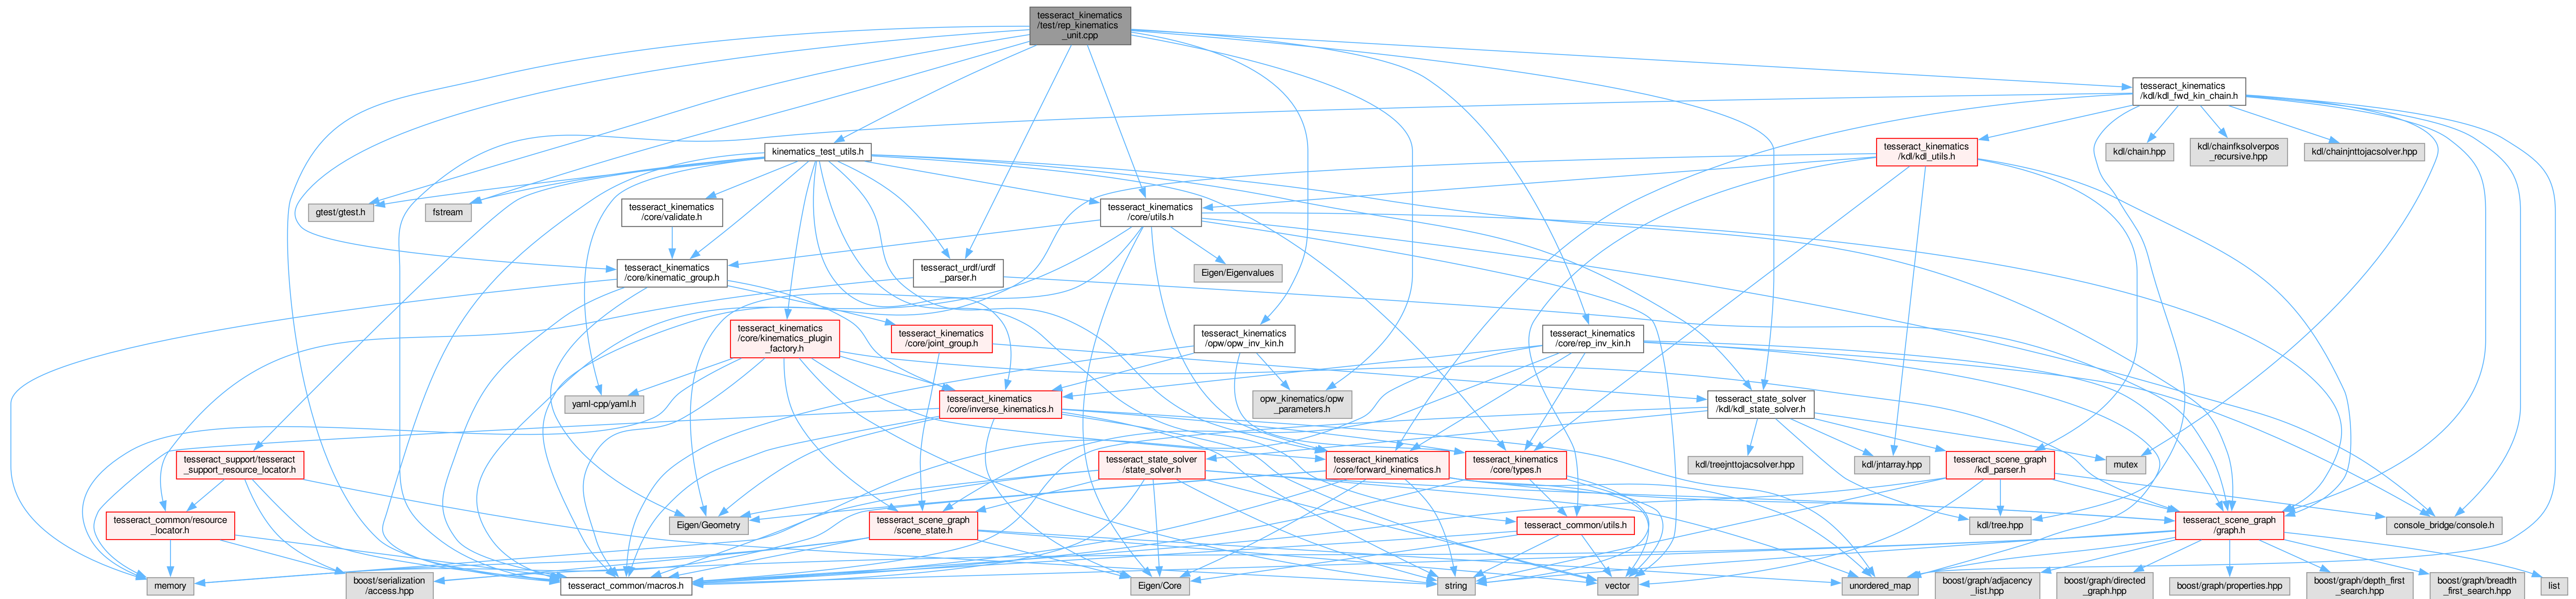 tesseract_kinematics
/test/rep_kinematics
_unit.cpp
tesseract_kinematics
/kdl/kdl_fwd_kin_chain.h
kinematics_test_utils.h
tesseract_kinematics
/kdl/kdl_utils.h
kdl/chain.hpp
kdl/chainfksolverpos
_recursive.hpp
kdl/chainjnttojacsolver.hpp
gtest/gtest.h
fstream
tesseract_kinematics
/core/validate.h
tesseract_kinematics
/core/utils.h
tesseract_kinematics
/core/kinematic_group.h
tesseract_urdf/urdf
_parser.h
Eigen/Eigenvalues
tesseract_kinematics
/core/kinematics_plugin
_factory.h
tesseract_kinematics
/core/joint_group.h
tesseract_kinematics
/opw/opw_inv_kin.h
tesseract_kinematics
/core/rep_inv_kin.h
yaml-cpp/yaml.h
tesseract_kinematics
/core/inverse_kinematics.h
opw_kinematics/opw
_parameters.h
tesseract_state_solver
/kdl/kdl_state_solver.h
tesseract_support/tesseract
_support_resource_locator.h
tesseract_state_solver
/state_solver.h
tesseract_kinematics
/core/forward_kinematics.h
tesseract_kinematics
/core/types.h
kdl/treejnttojacsolver.hpp
kdl/jntarray.hpp
tesseract_scene_graph
/kdl_parser.h
mutex
tesseract_common/resource
_locator.h
Eigen/Geometry
tesseract_scene_graph
/scene_state.h
tesseract_common/utils.h
kdl/tree.hpp
tesseract_scene_graph
/graph.h
console_bridge/console.h
memory
boost/serialization
/access.hpp
tesseract_common/macros.h
Eigen/Core
string
vector
unordered_map
boost/graph/adjacency
_list.hpp
boost/graph/directed
_graph.hpp
boost/graph/properties.hpp
boost/graph/depth_first
_search.hpp
boost/graph/breadth
_first_search.hpp
list